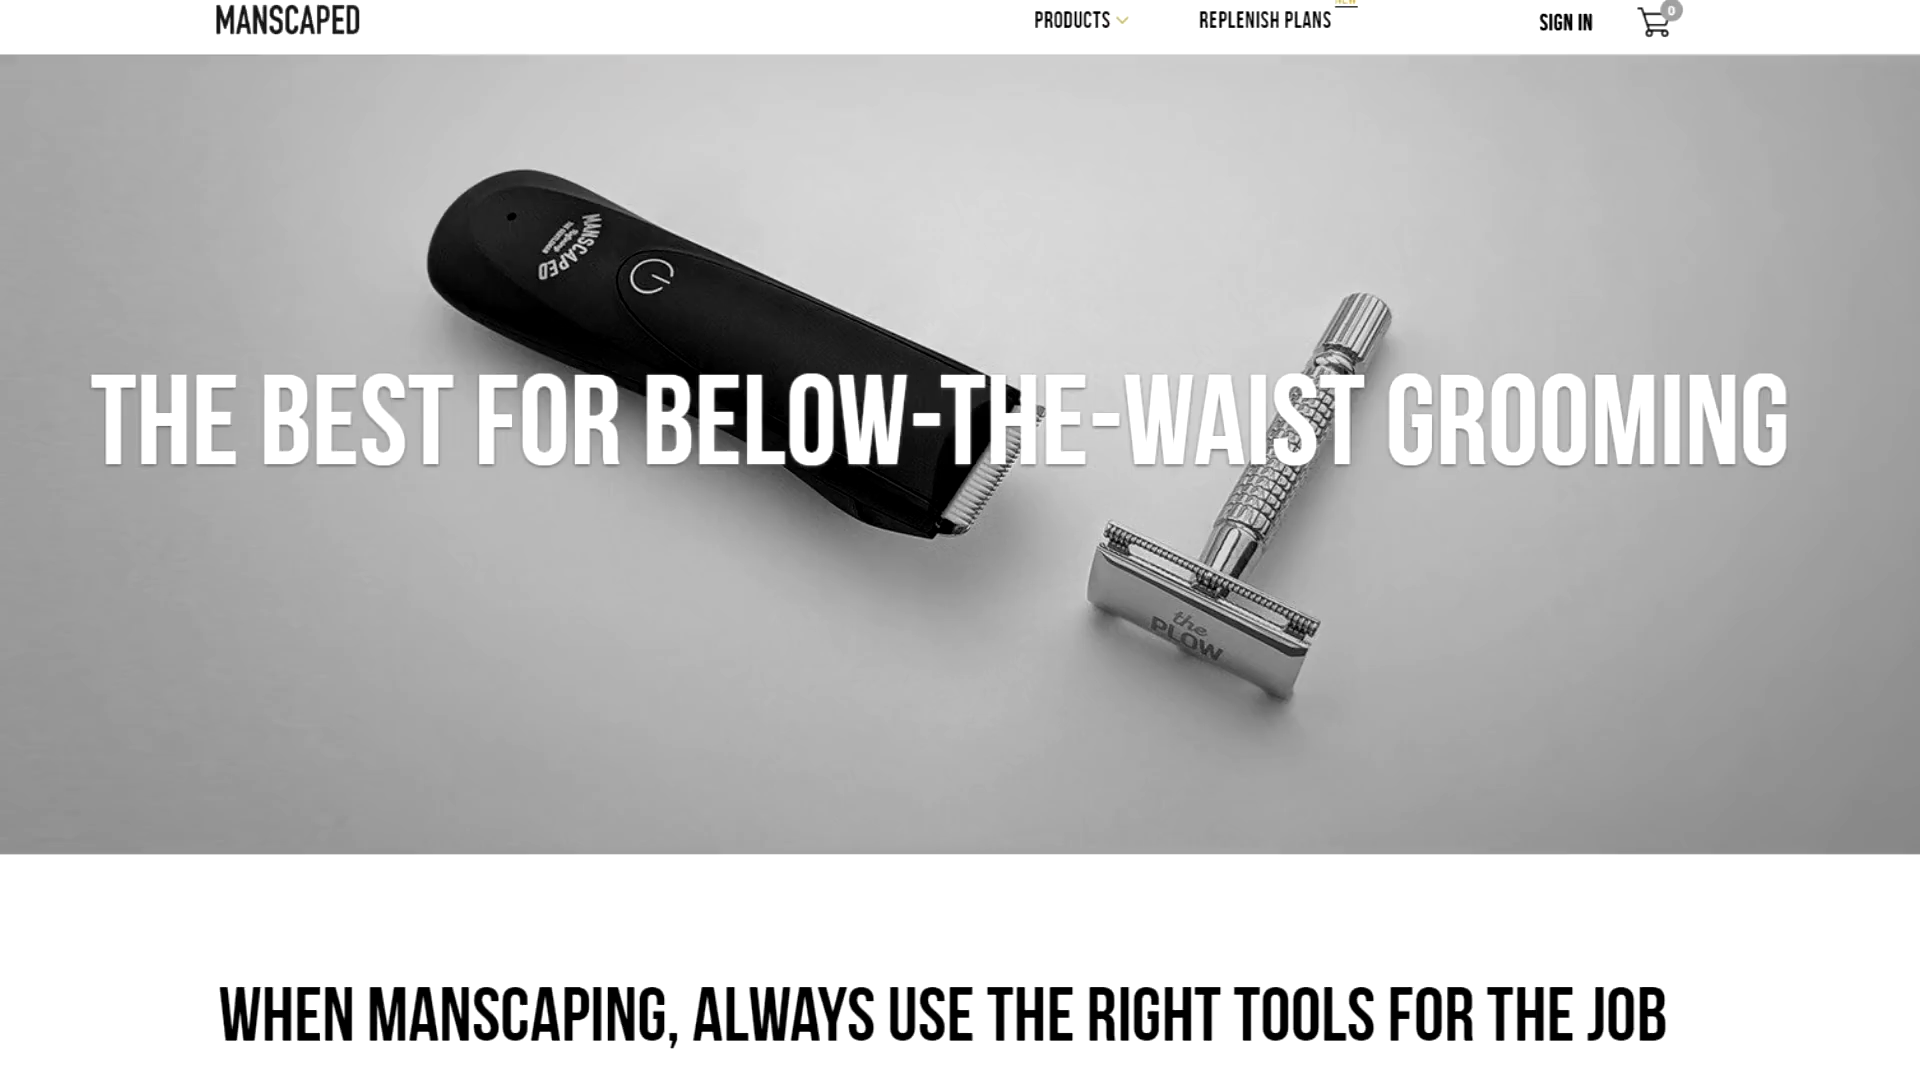 MANSCAPED
PRODUCTS
REPLENISH PLANS
NEW
SIGN IN
0
MANSCAPED
THE BEST FOR BELOW-THE-WAIST GROOMING
the
PLOW
WHEN MANSCAPING, ALWAYS USE THE RIGHT TOOLS FOR THE JOB